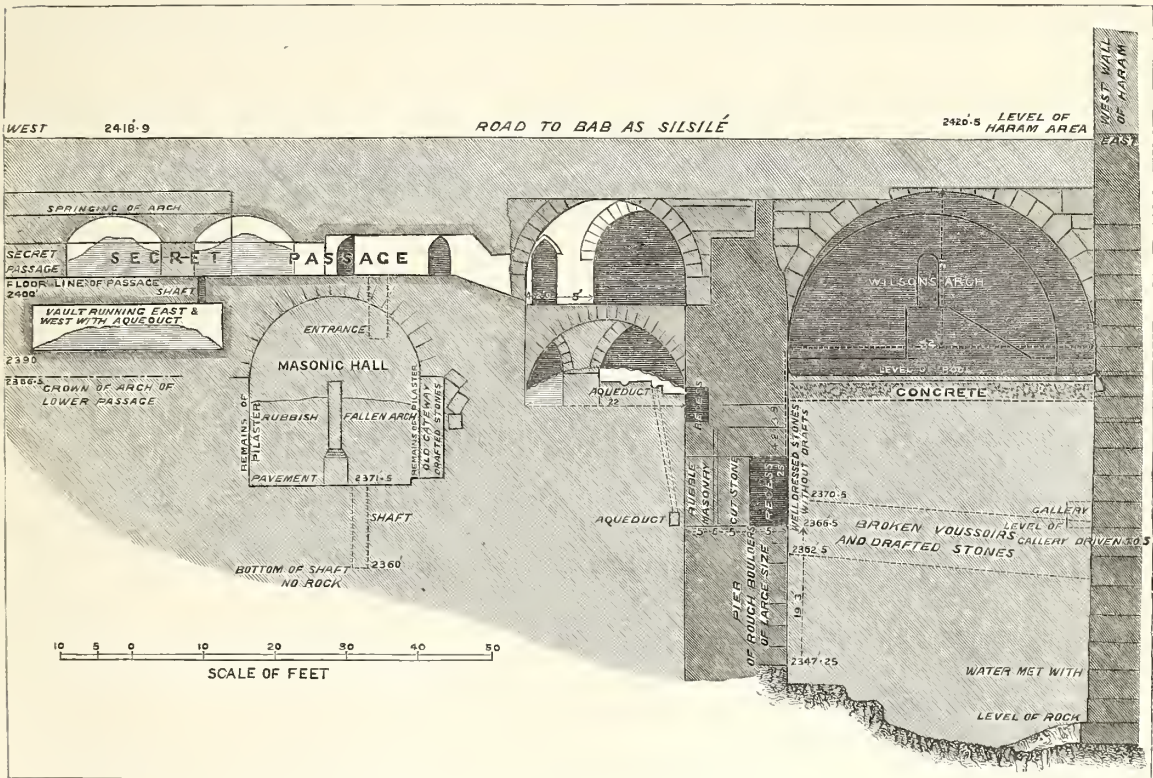 WEST
2418·9
ROAD TO BAB AS SILSILÉ
2420·5
LEVEL OF
HARAM AREA
WEST WALL
OF HARAM
EAST
SPRINGING OF ARCH
SECRET
PASSAGE
SECRET PASSAGE
FLOOR LINE OF PASSAGE
2400'
SHAFT
VAULT RUNNING EAST &
WEST WITH AQUEDUCT
2390
2386·5
CROWN OF ARCH OF
LOWER PASSAGE
ENTRANCE
MASONIC HALL
REMAINS OF
PILASTER
RUBBISH
FALLEN ARCH
REMAINS OF PILASTER
OLD GATEWAY
DRAFTED STONES
PAVEMENT
2371·5
SHAFT
BOTTOM OF SHAFT
2360
NO ROCK
5'
AQUEDUCT
22
AQUEDUCT
RECESS
RUBBLE
MASONRY
CUT STONE
RECESS
25
PIER
OF ROUGH BOULDERS
OF LARGE SIZE
WILSONS ARCH
CONCRETE
WELL DRESSED STONES
WITHOUT DRAFTS
2370·5
GALLERY
2366·5
LEVEL OF
BROKEN VOUSSOIRS
GALLERY DRIVEN TO S
AND DRAFTED STONES
2362·5
19·3
2347·25
WATER MET WITH
LEVEL OF ROCK
10 5 0 10 20 30 40 50
SCALE OF FEET